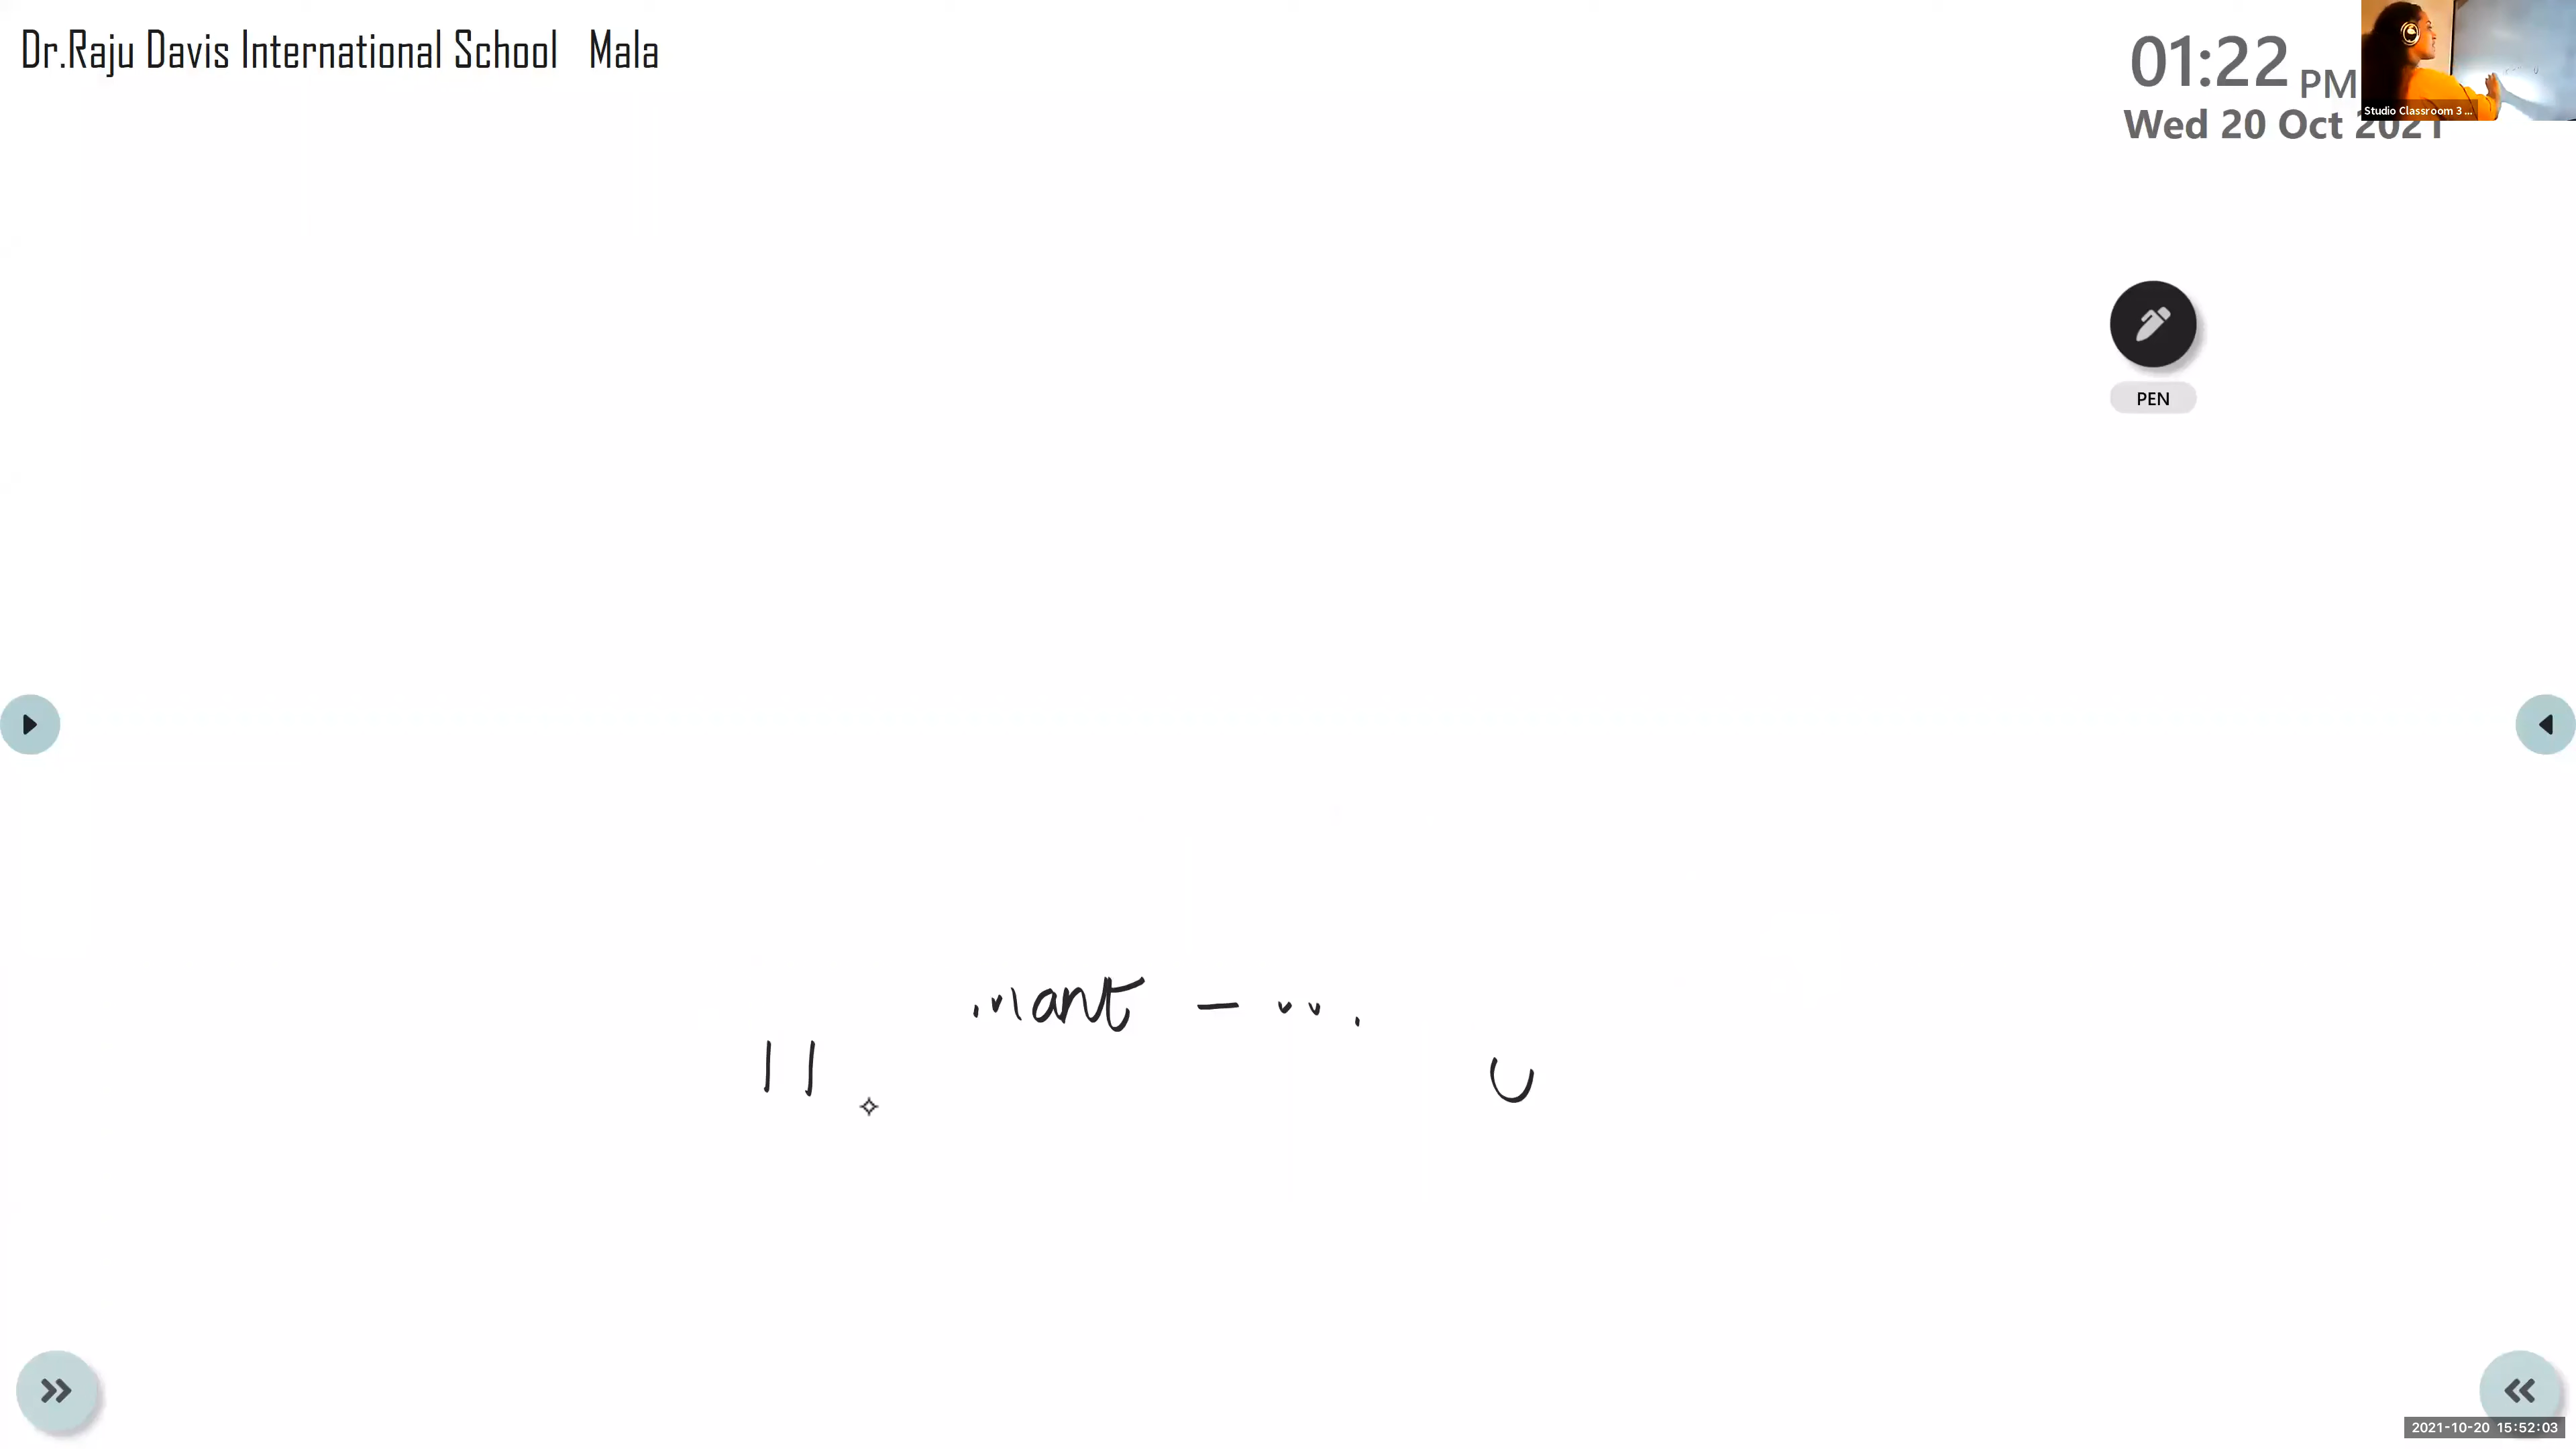 Dr.Raju Davis International School Mala
01:22 PM
Wed 20 Oct 2021
Studio Classroom 3 ...
PEN
2021-10-20 15:52:03